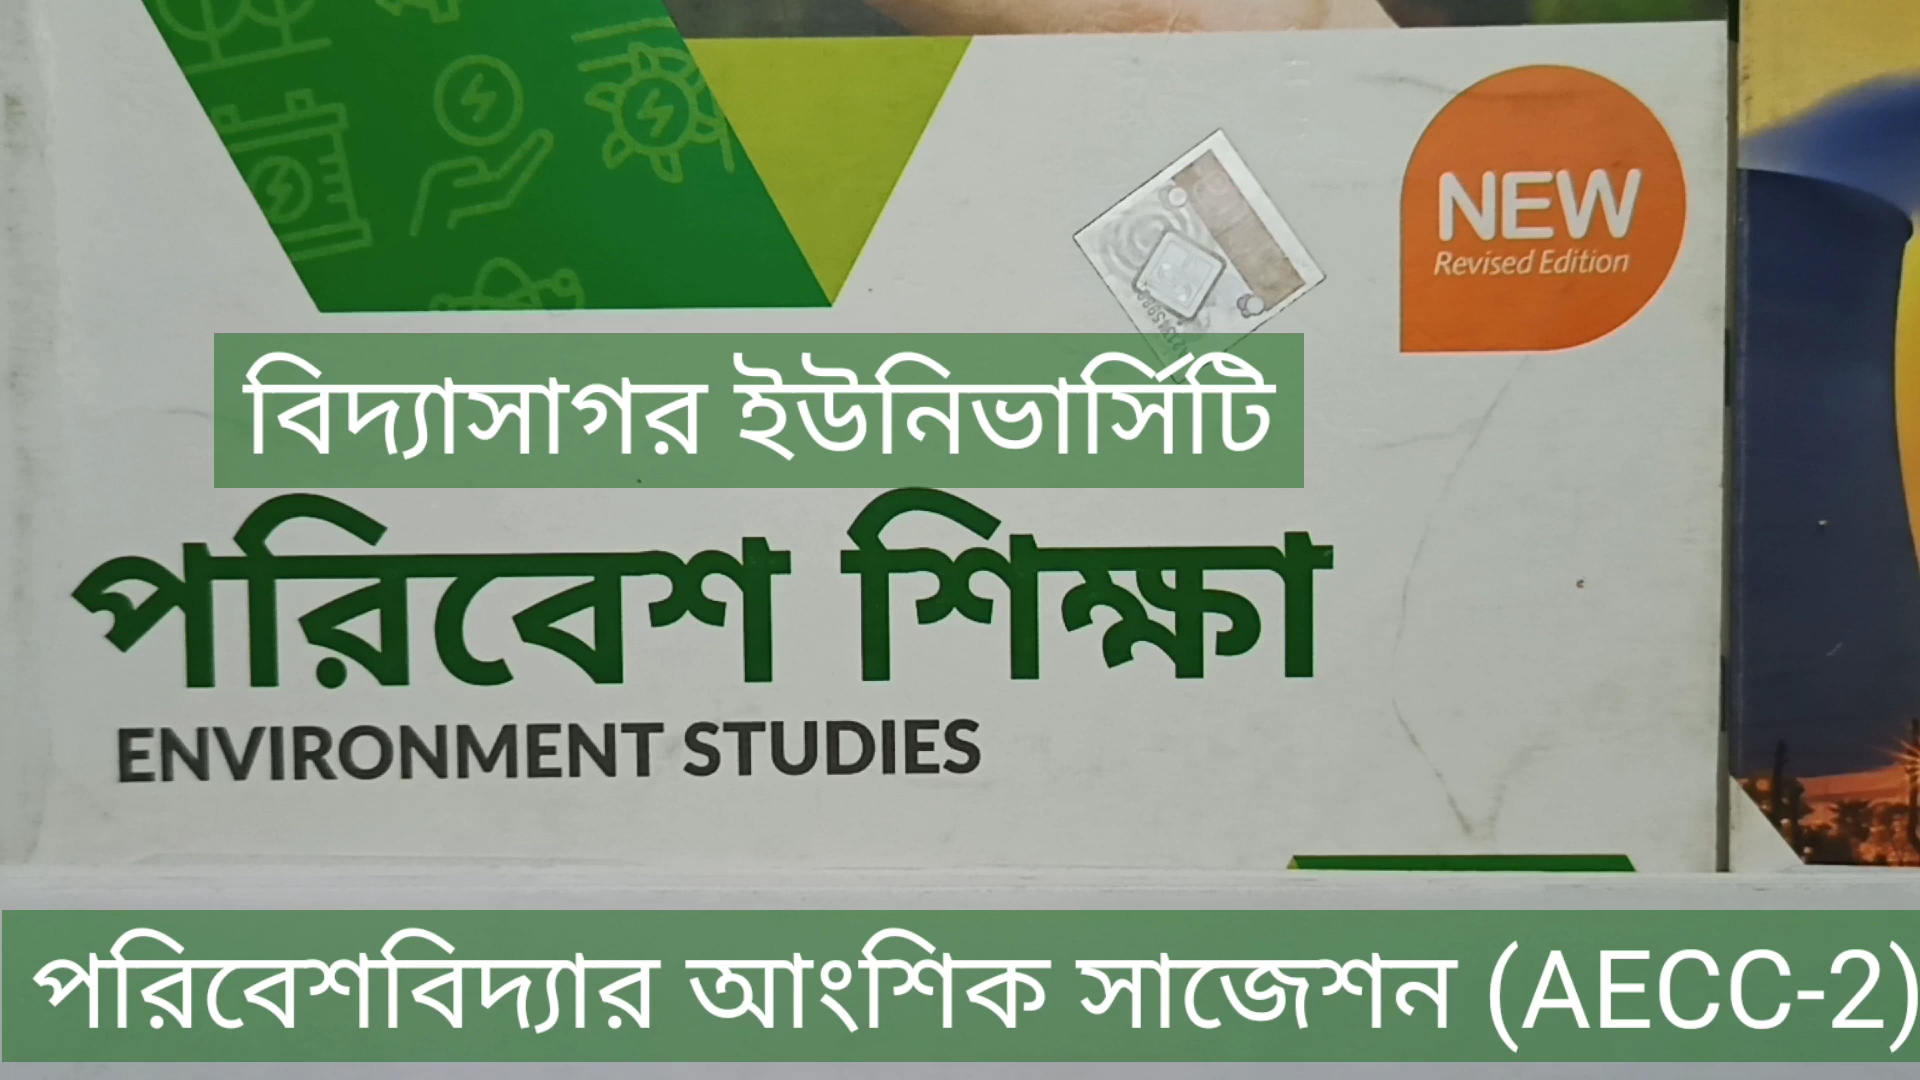 NEW
Revised Edition
বিদ্যাসাগর ইউনিভার্সিটি
পরিবেশ শিক্ষা
ENVIRONMENT STUDIES
পরিবেশবিদ্যার আংশিক সাজেশন (AECC-2)